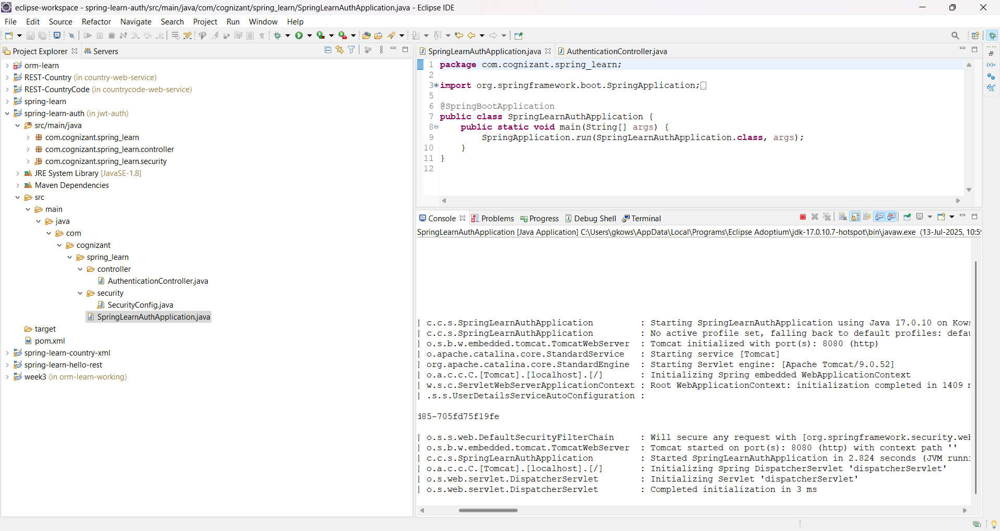 eclipse-workspace - spring-learn-auth/src/main/java/com/cognizant/spring_learn/SpringLearnAuthApplication.java - Eclipse IDE
File Edit Source Refactor Navigate Search Project Run Window Help
Project Explorer
Servers
orm-learn
REST-Country (in country-web-service)
REST-CountryCode (in countrycode-web-service)
spring-learn
spring-learn-auth (in jwt-auth)
src/main/java
com.cognizant.spring_learn
com.cognizant.spring_learn.controller
com.cognizant.spring_learn.security
JRE System Library [JavaSE-1.8]
Maven Dependencies
src
main
java
com
cognizant
spring_learn
controller
AuthenticationController.java
security
SecurityConfig.java
SpringLearnAuthApplication.java
target
pom.xml
spring-learn-country-xml
spring-learn-hello-rest
week3 (in orm-learn-working)
SpringLearnAuthApplication.java
AuthenticationController.java
1 package com.cognizant.spring_learn;
2
3 import org.springframework.boot.SpringApplication;
5
6 @SpringBootApplication
7 public class SpringLearnAuthApplication {
8 public static void main(String[] args) {
9 SpringApplication.run(SpringLearnAuthApplication.class, args);
10 }
11 }
12
Console Problems Progress Debug Shell Terminal
SpringLearnAuthApplication [Java Application] C:\Users\gkows\AppData\Local\Programs\Eclipse Adoptium\jdk-17.0.10.7-hotspot\bin\javaw.exe (13-Jul-2025, 10:5
] c.c.s.SpringLearnAuthApplication : Starting SpringLearnAuthApplication using Java 17.0.10 on Kows
] c.c.s.SpringLearnAuthApplication : No active profile set, falling back to default profiles: defau
] o.s.b.w.embedded.tomcat.TomcatWebServer : Tomcat initialized with port(s): 8080 (http)
] o.apache.catalina.core.StandardService : Starting service [Tomcat]
] org.apache.catalina.core.StandardEngine : Starting Servlet engine: [Apache Tomcat/9.0.52]
] o.a.c.c.C.[Tomcat].[localhost].[/] : Initializing Spring embedded WebApplicationContext
] w.s.c.ServletWebServerApplicationContext : Root WebApplicationContext: initialization completed in 1409 m
] .s.s.UserDetailsServiceAutoConfiguration :
d85-705fd75f19fe
] o.s.s.web.DefaultSecurityFilterChain : Will secure any request with [org.springframework.security.web
] o.s.b.w.embedded.tomcat.TomcatWebServer : Tomcat started on port(s): 8080 (http) with context path ''
] c.c.s.SpringLearnAuthApplication : Started SpringLearnAuthApplication in 2.824 seconds (JVM runn
] o.a.c.c.C.[Tomcat].[localhost].[/] : Initializing Spring DispatcherServlet 'dispatcherServlet'
] o.s.web.servlet.DispatcherServlet : Initializing Servlet 'dispatcherServlet'
] o.s.web.servlet.DispatcherServlet : Completed initialization in 3 ms